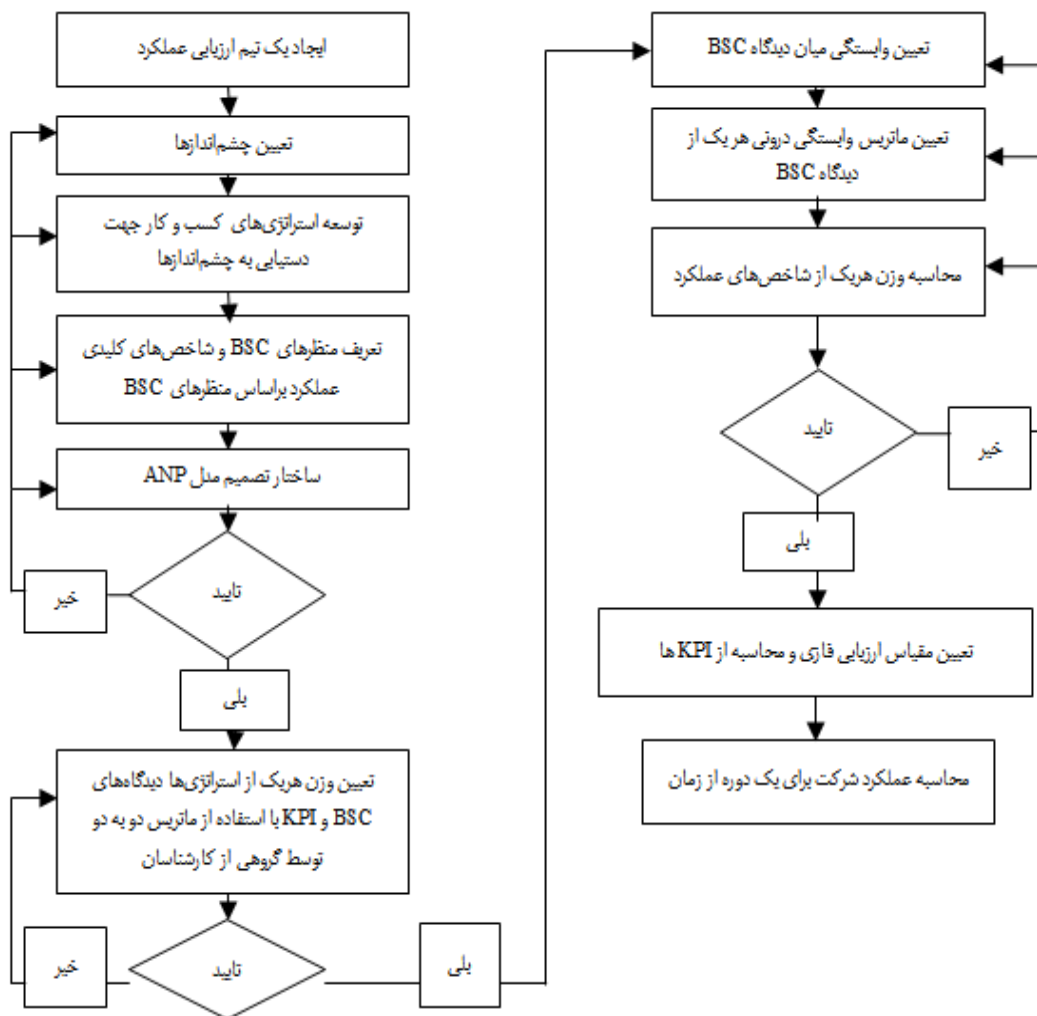 ایجاد یک تیم ارزیابی عملکرد
تعیین چشم‌اندازها
توسعه استراتژی‌های کسب و کار جهت
دستیابی به چشم‌اندازها
تعریف منظرهای BSC و شاخص‌های کلیدی
عملکرد براساس منظرهای BSC
ساختار تصمیم مدل ANP
تایید
خیر
بلی
تعیین وزن هریک از استراتژی‌ها دیدگاه‌های
BSC و KPI با استفاده از ماتریس دو به دو
توسط گروهی از کارشناسان
تایید
خیر
بلی
تعیین وابستگی میان دیدگاه BSC
تعیین ماتریس وابستگی درونی هر یک از
دیدگاه BSC
محاسبه وزن هریک از شاخص‌های عملکرد
تایید
خیر
بلی
تعیین مقیاس ارزیابی فازی و محاسبه از KPI ها
محاسبه عملکرد شرکت برای یک دوره از زمان